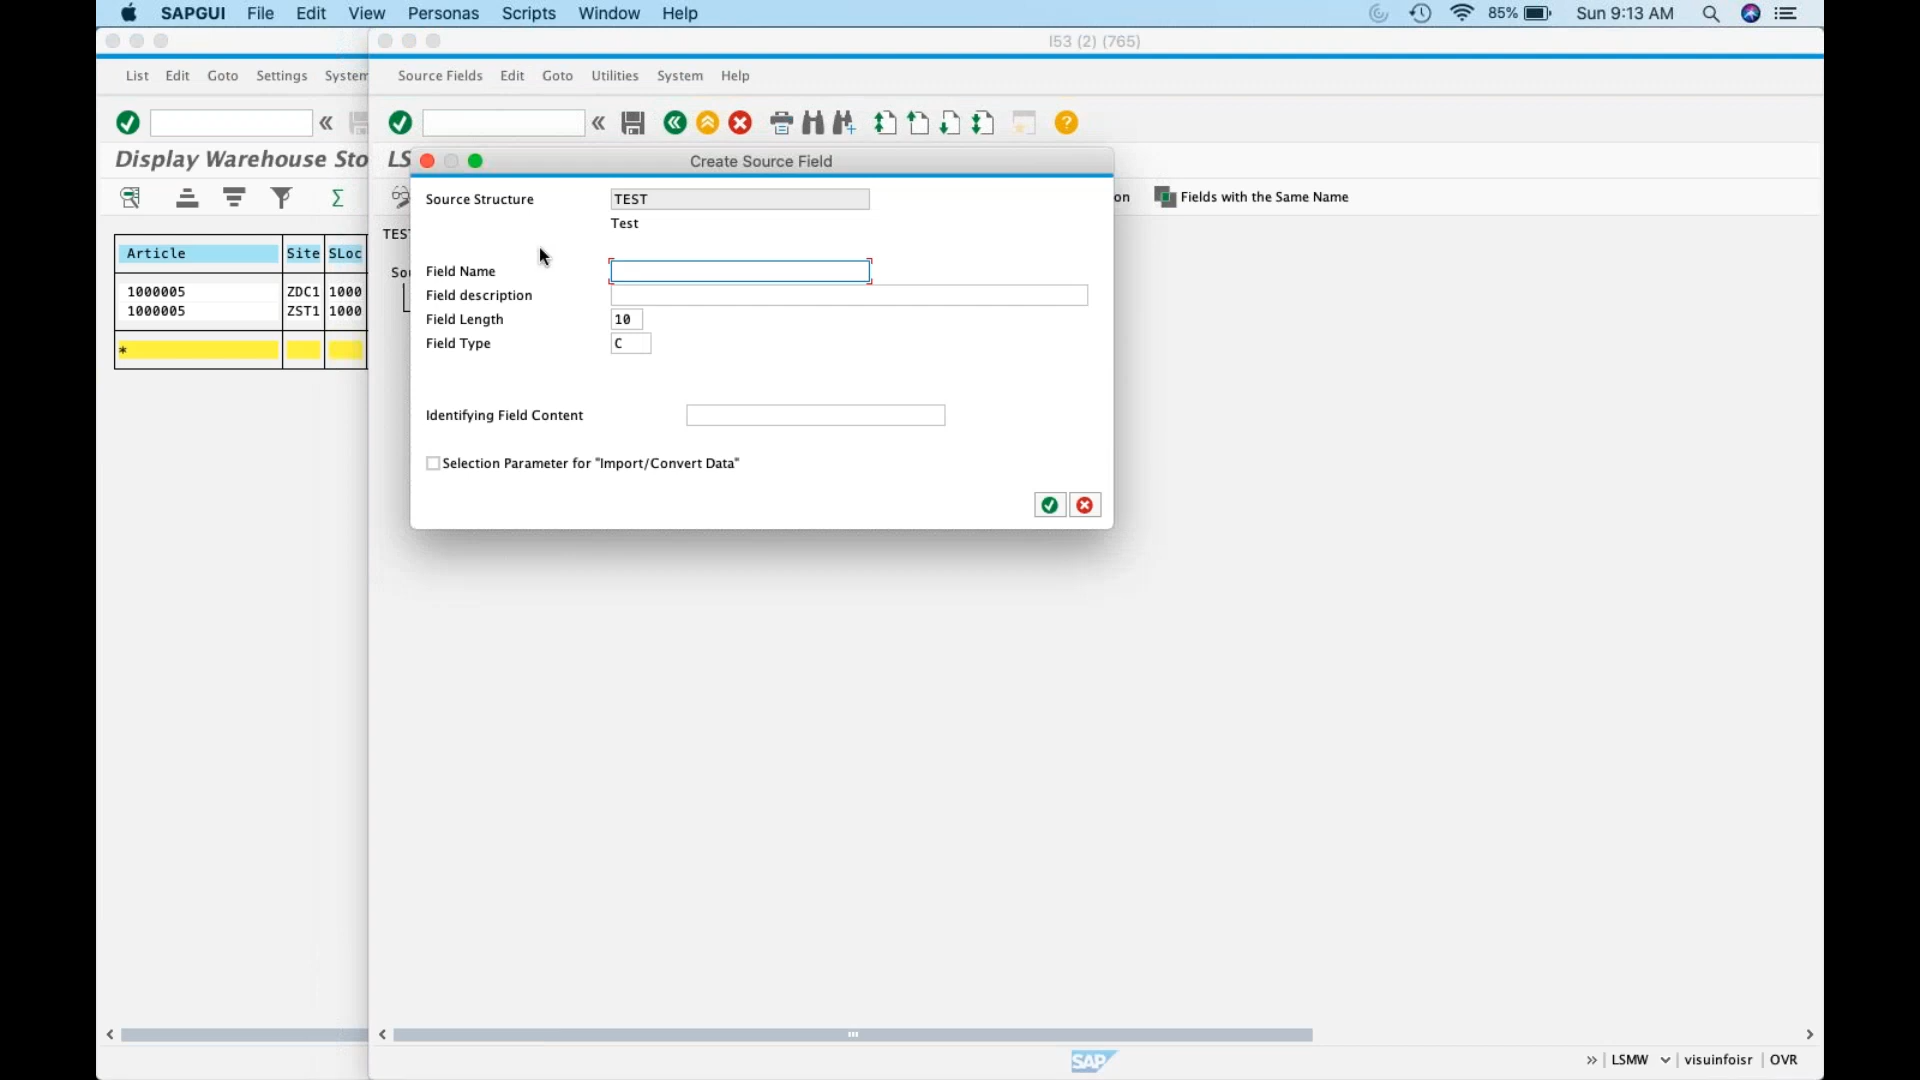 SAPGUI File Edit View Personas Scripts Window Help 85% Sun 9:13 AM
I53 (2) (765)
List Edit Goto Settings System
Source Fields Edit Goto Utilities System Help
Display Warehouse Sto
LS
Create Source Field
Source Structure TEST
Test
on Fields with the Same Name
TEST
Article Site SLoc
Sou
Field Name
Field description
Field Length 10
Field Type C
1000005 ZDC1 1000
1000005 ZST1 1000
*
Identifying Field Content
Selection Parameter for "Import/Convert Data"
SAP
» LSMW visuinfoisr OVR